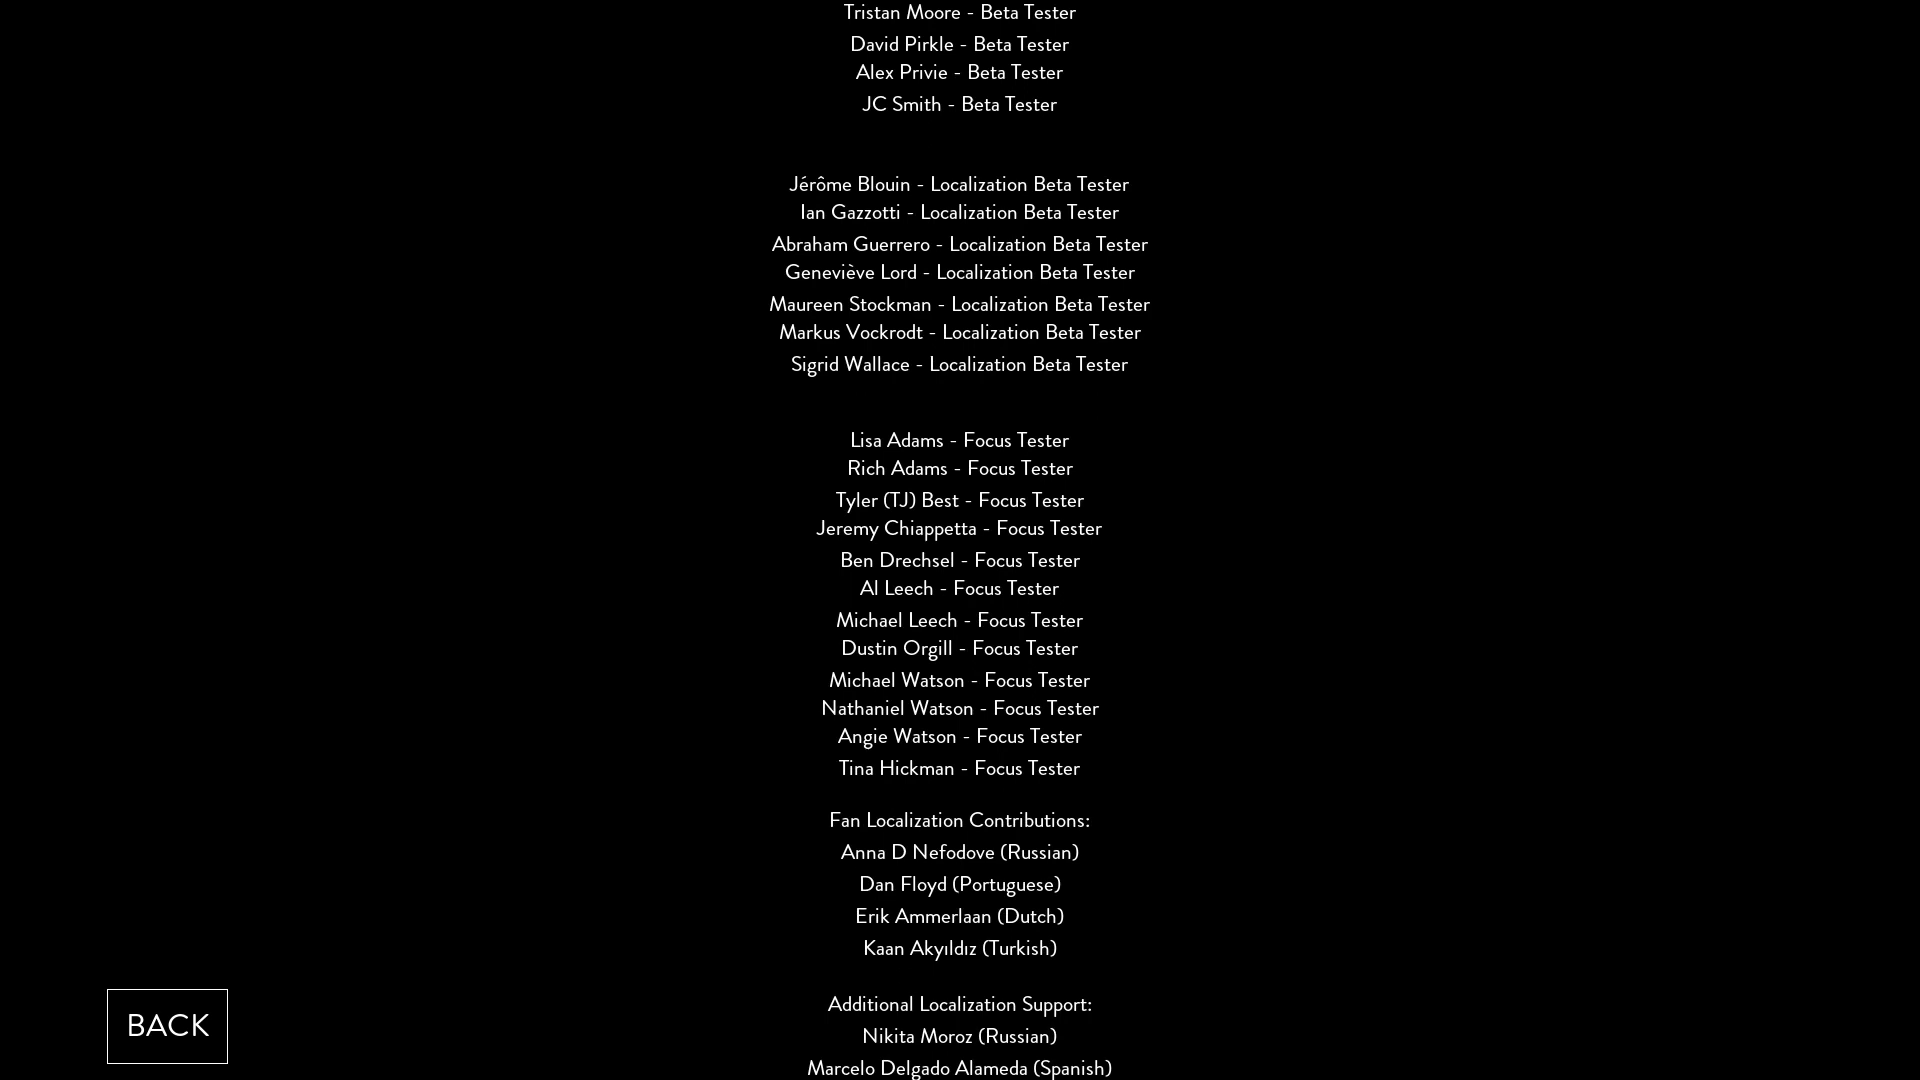 Tristan Moore - Beta Tester
David Pirkle - Beta Tester
Alex Privie - Beta Tester
JC Smith - Beta Tester
Jérôme Blouin - Localization Beta Tester
Ian Gazzotti - Localization Beta Tester
Abraham Guerrero - Localization Beta Tester
Geneviève Lord - Localization Beta Tester
Maureen Stockman - Localization Beta Tester
Markus Vockrodt - Localization Beta Tester
Sigrid Wallace - Localization Beta Tester
Lisa Adams - Focus Tester
Rich Adams - Focus Tester
Tyler (TJ) Best - Focus Tester
Jeremy Chiappetta - Focus Tester
Ben Drechsel - Focus Tester
Al Leech - Focus Tester
Michael Leech - Focus Tester
Dustin Orgill - Focus Tester
Michael Watson - Focus Tester
Nathaniel Watson - Focus Tester
Angie Watson - Focus Tester
Tina Hickman - Focus Tester
Fan Localization Contributions:
Anna D Nefodove (Russian)
Dan Floyd (Portuguese)
Erik Ammerlaan (Dutch)
Kaan Akyıldız (Turkish)
Additional Localization Support:
Nikita Moroz (Russian)
Marcelo Delgado Alameda (Spanish)
BACK